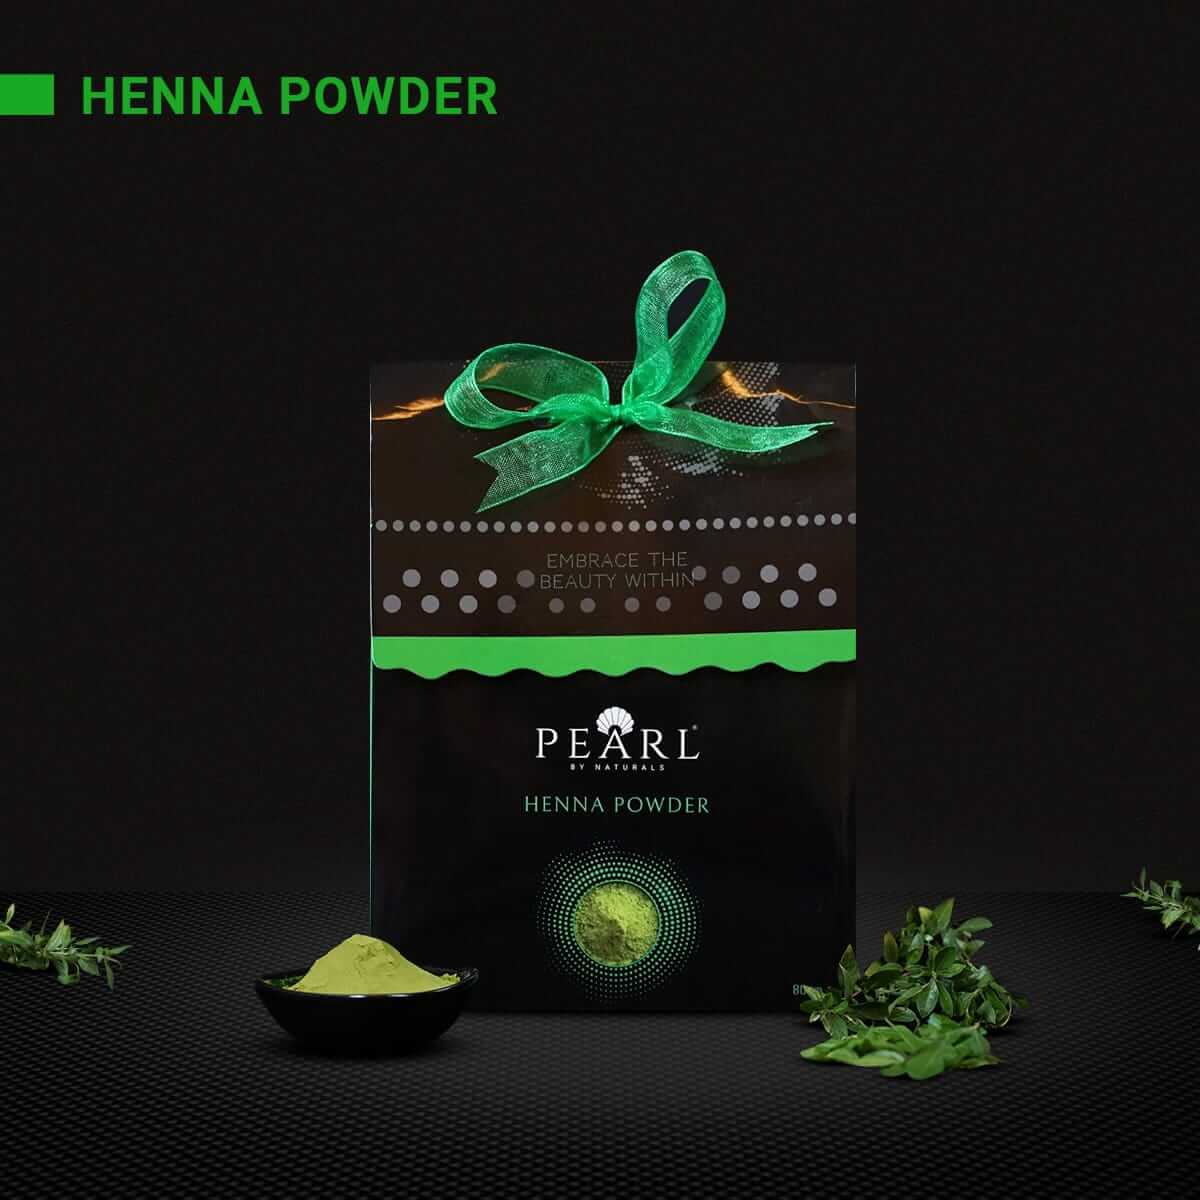 HENNA POWDER
EMBRACE THE
BEAUTY WITHIN
PEARL®
BY NATURALS
HENNA POWDER